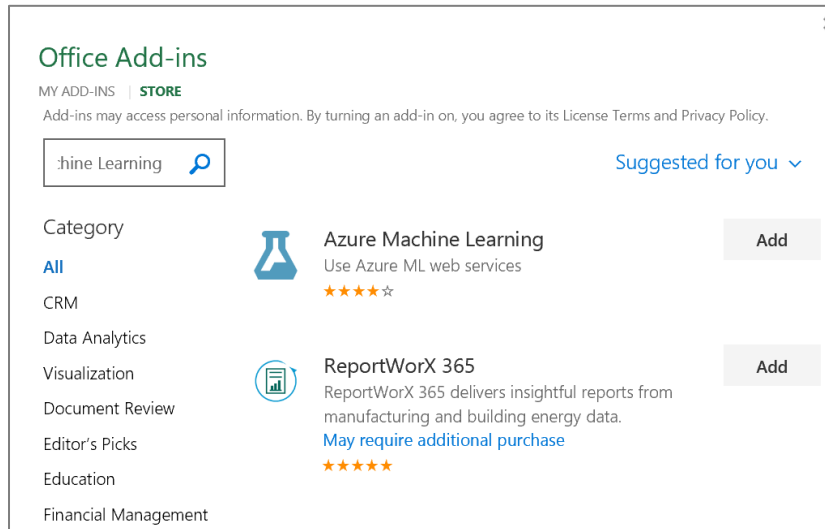 Office Add-ins
MY ADD-INS | STORE
Add-ins may access personal information. By turning an add-in on, you agree to its License Terms and Privacy Policy.
:hine Learning
Suggested for you
Category
All
CRM
Data Analytics
Visualization
Document Review
Editor's Picks
Education
Financial Management
Azure Machine Learning
Use Azure ML web services
Add
ReportWorX 365
ReportWorX 365 delivers insightful reports from
manufacturing and building energy data.
May require additional purchase
Add